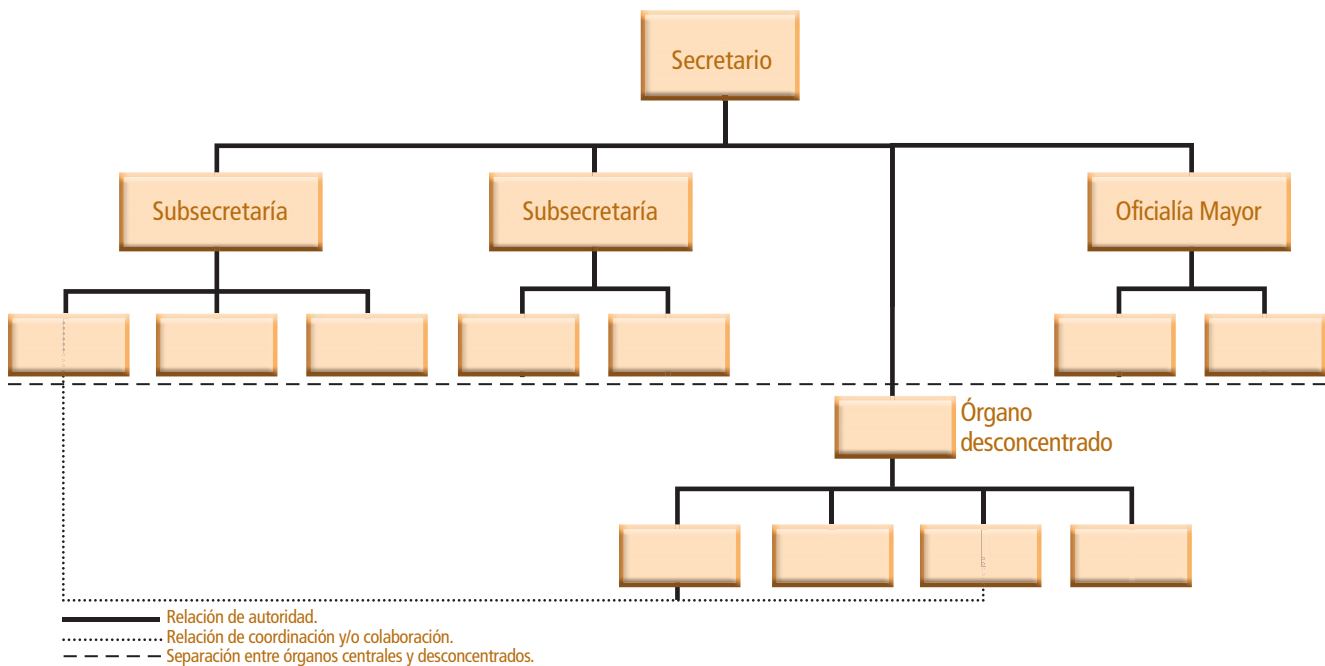 Secretario
Subsecretaría
Subsecretaría
Oficialía Mayor
Órgano
desconcentrado
Relación de autoridad.
Relación de coordinación y/o colaboración.
Separación entre órganos centrales y desconcentrados.